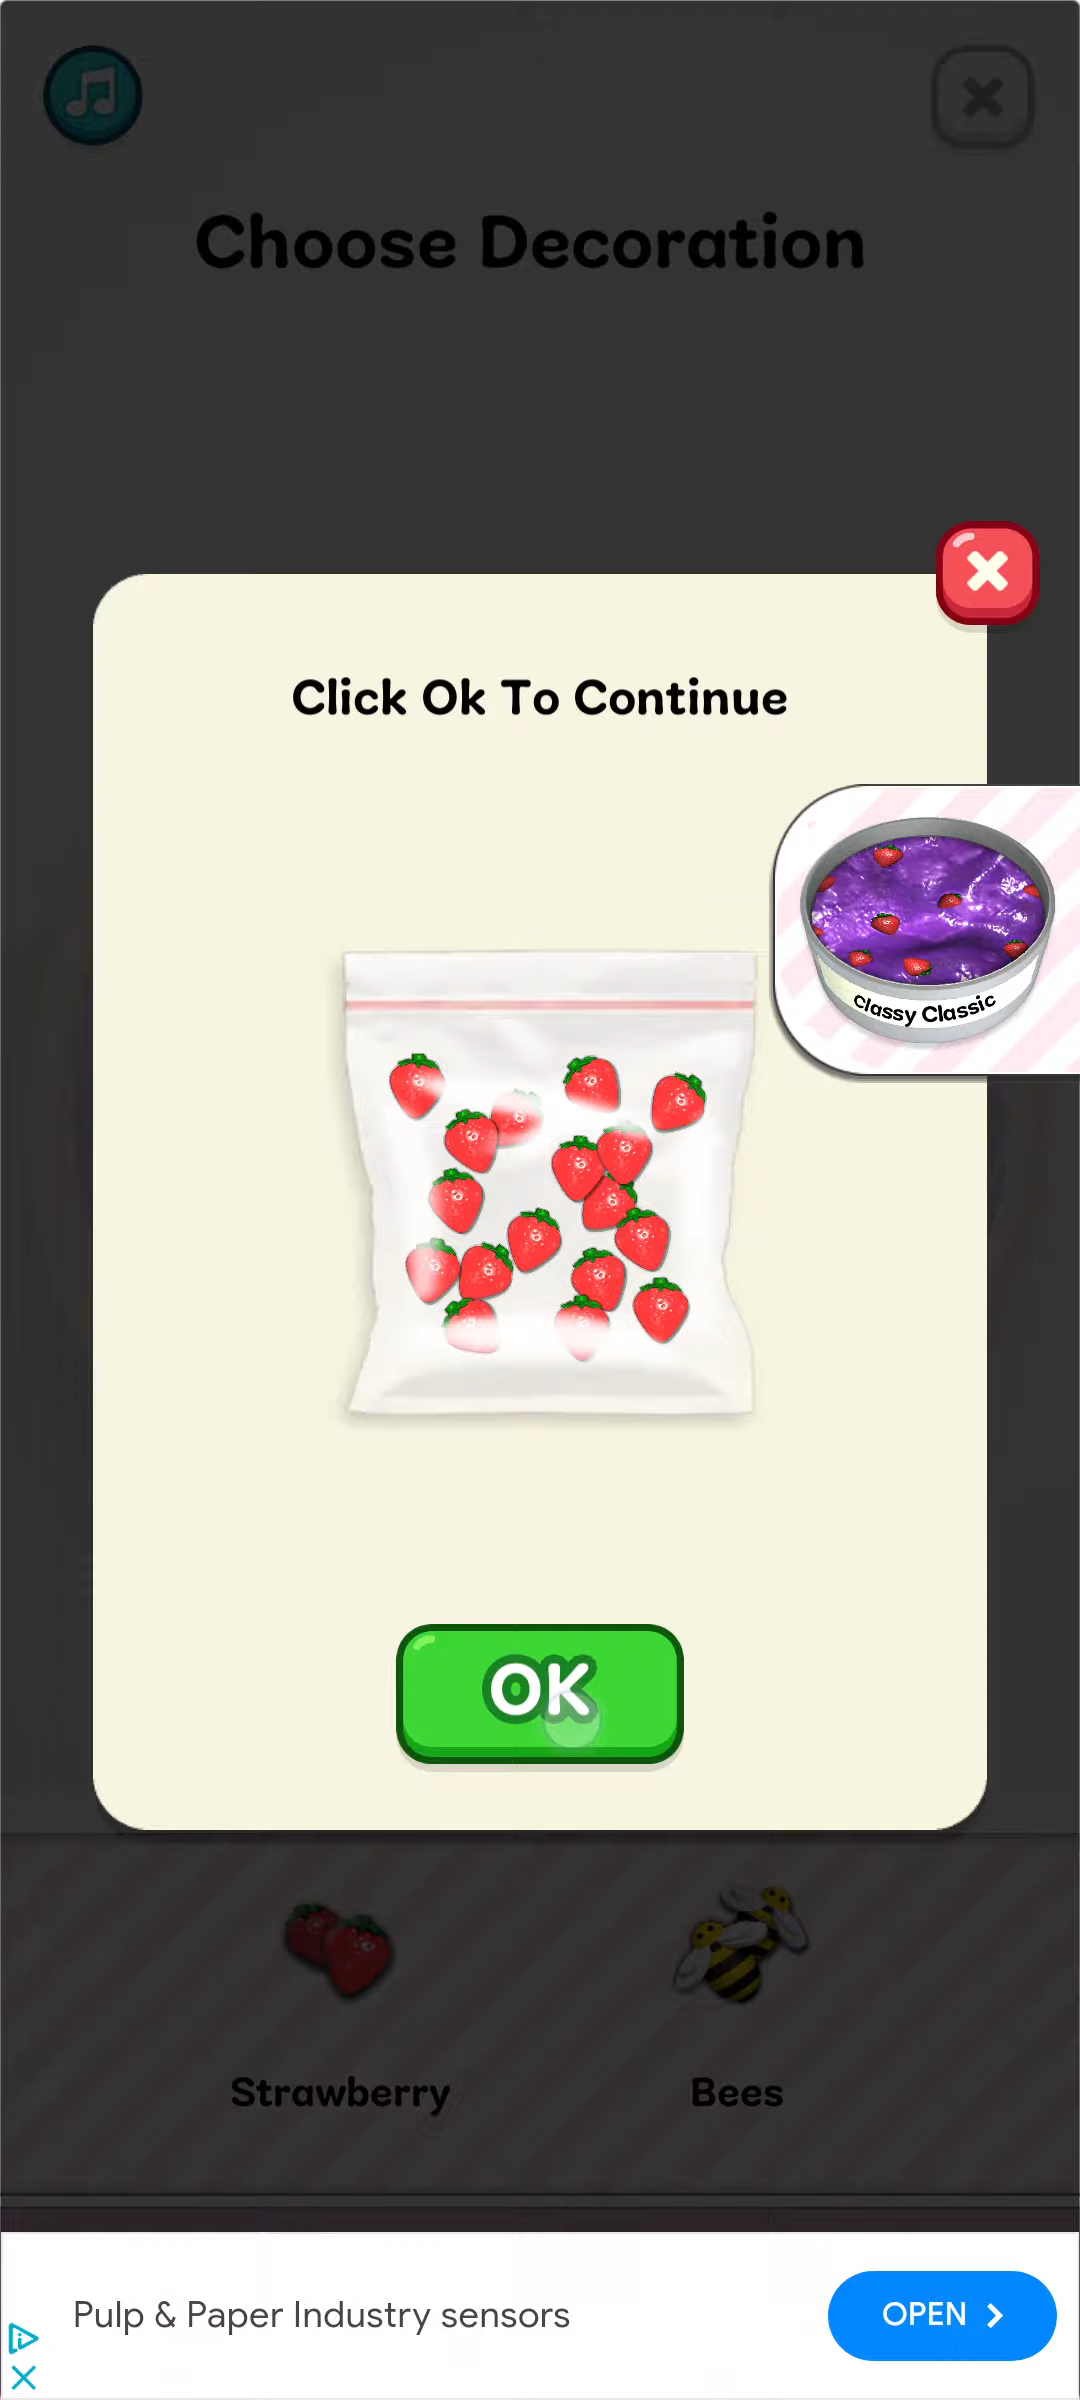 Choose Decoration
Click Ok To Continue
Classy Classic
OK
Strawberry
Bees
Pulp & Paper Industry sensors
OPEN